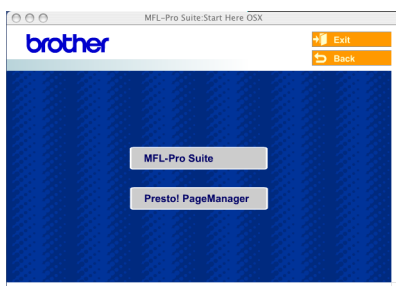 MFL-Pro Suite:Start Here OSX
brother
Exit
Back
MFL-Pro Suite
Presto! PageManager